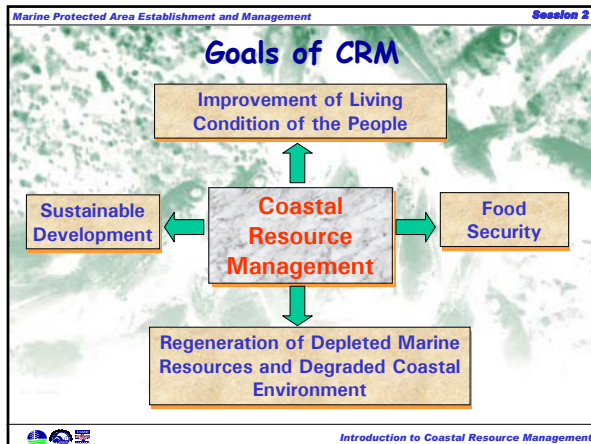 Marine Protected Area Establishment and Management
Session 2
Goals of CRM
Improvement of Living
Condition of the People
Sustainable
Development
Coastal
Resource
Management
Food
Security
Regeneration of Depleted Marine
Resources and Degraded Coastal
Environment
Introduction to Coastal Resource Management